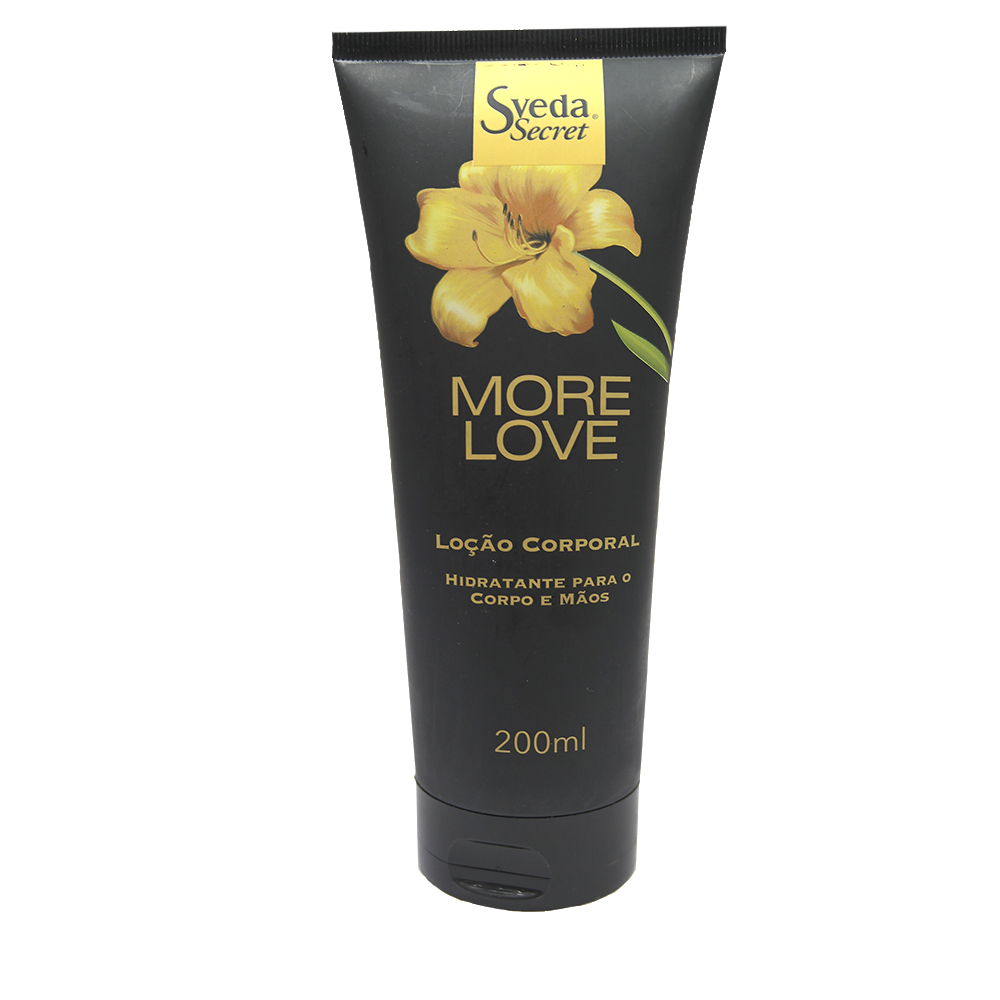 Sveda®
Secret
MORE
LOVE
LOÇÃO CORPORAL
HIDRATANTE PARA O
CORPO E MÃOS
200ml